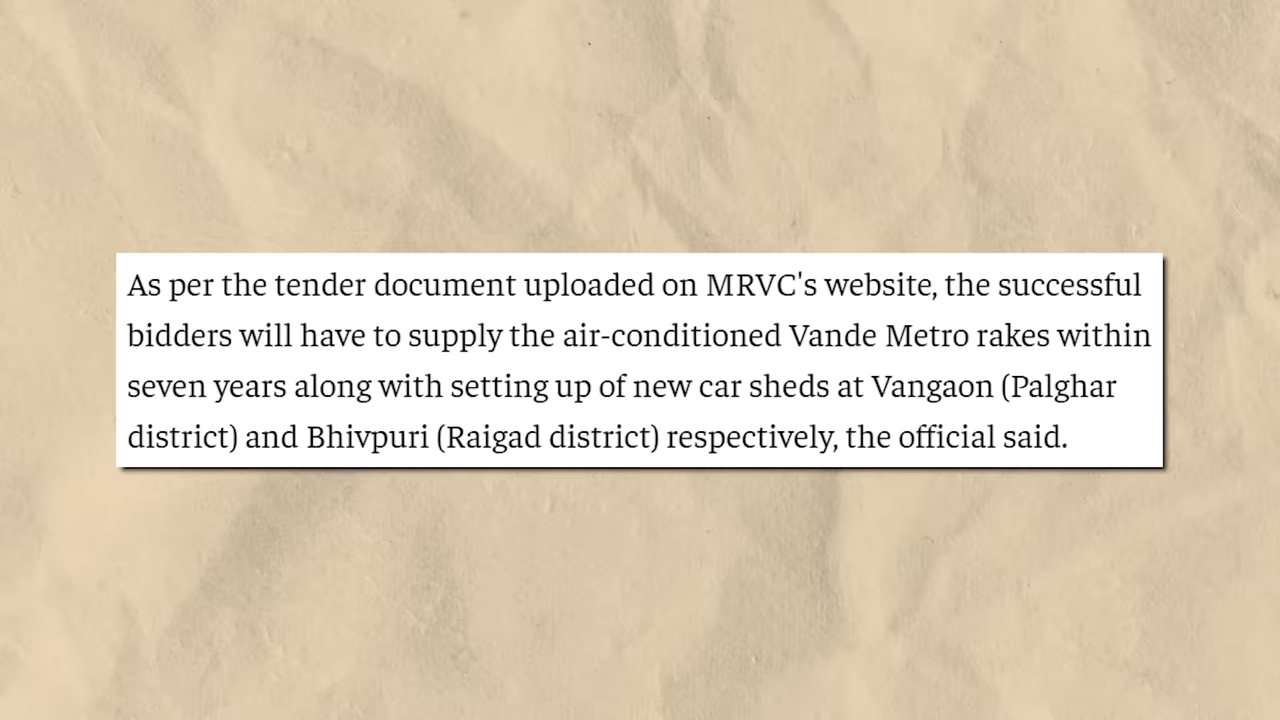 As per the tender document uploaded on MRVC's website, the successful
bidders will have to supply the air-conditioned Vande Metro rakes within
seven years along with setting up of new car sheds at Vangaon (Palghar
district) and Bhivpuri (Raigad district) respectively, the official said.